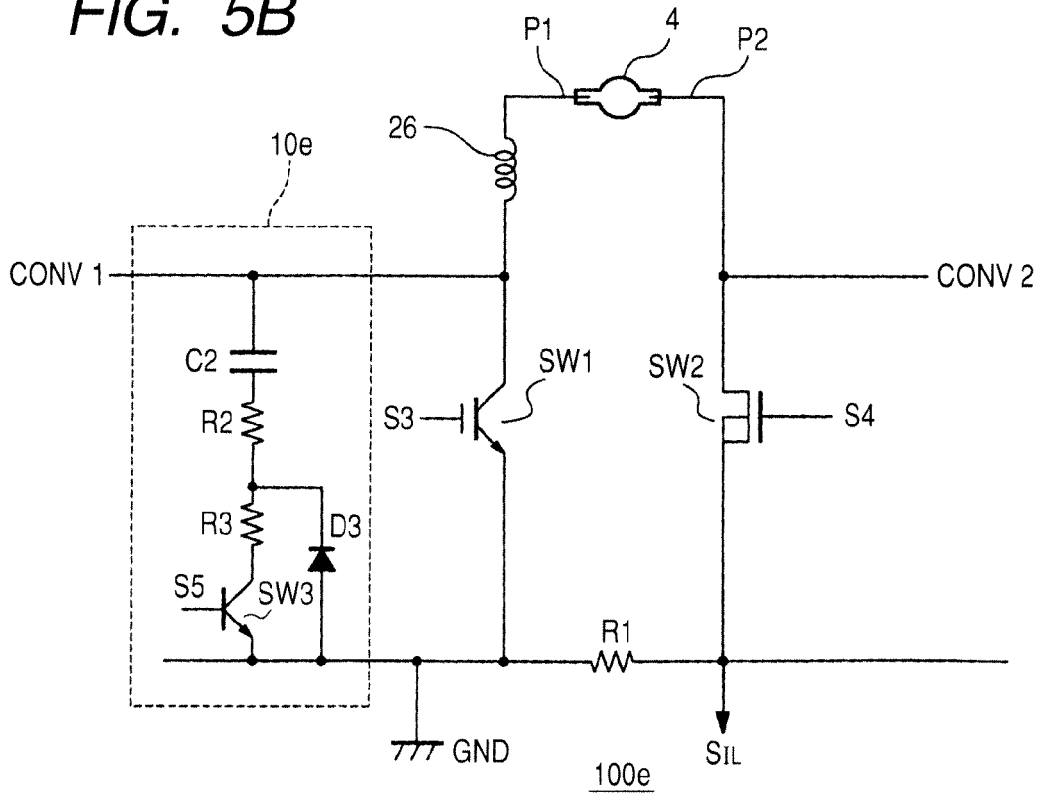 FIG. 5B
P1
4
P2
26
10e
CONV 1
CONV 2
C2
SW1
SW2
R2
S3
S4
R3
D3
S5
SW3
R1
GND
SIL
100e